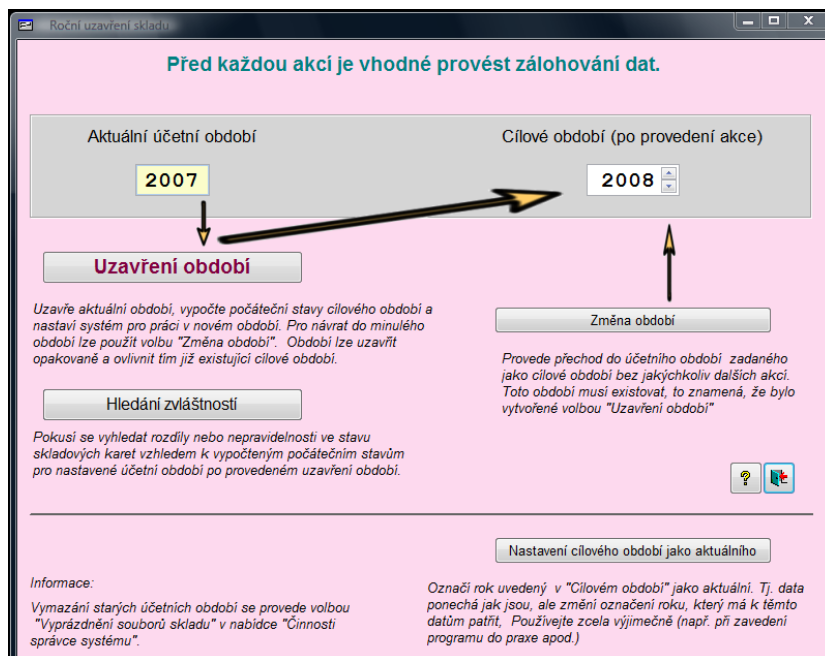 Roční uzavření skladu
Před každou akcí je vhodné provést zálohování dat.
Aktuální účetní období
Cílové období (po provedení akce)
2007
2008
Uzavření období
Uzavře aktuální období, vypočte počáteční stavy cílového období a
nastaví systém pro práci v novém období. Pro návrat do minulého
období lze použít volbu "Změna období". Období lze uzavřít
opakovaně a ovlivnit tím již existující cílové období.
Změna období
Provede přechod do účetního období zadaného
jako cílové období bez jakýchkoliv dalších akcí.
Toto období musí existovat, to znamená, že bylo
vytvořené volbou "Uzavření období"
Hledání zvláštností
Pokusí se vyhledat rozdíly nebo nepravidelnosti ve stavu
skladových karet vzhledem k vypočteným počátečním stavům
pro nastavené účetní období po provedeném uzavření období.
?
Nastavení cílového období jako aktuálního
Informace:
Vymazání starých účetních období se provede volbou
"Vyprázdnění souborů skladu" v nabídce "Činnosti
správce systému".
Označí rok uvedený v "Cílovém období" jako aktuální. Tj. data
ponechá jak jsou, ale změní označení roku, který má k těmto
datům patřit, Používejte zcela výjimečně (např. při zavedení
programu do praxe apod.)